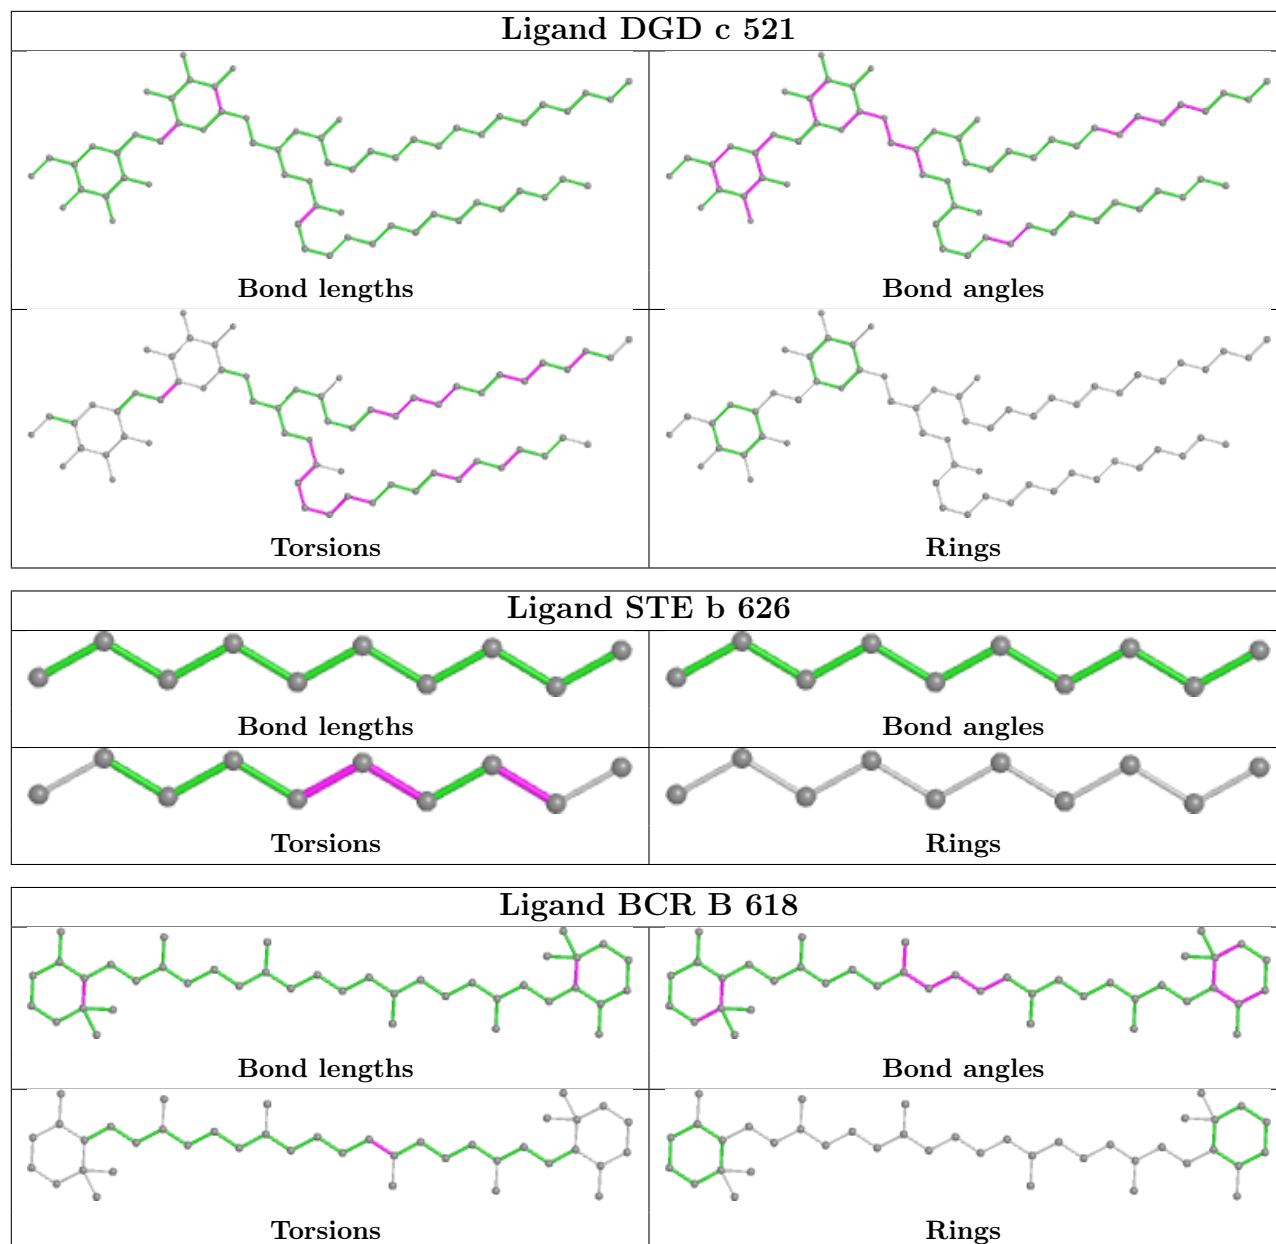 Ligand DGD c 521
Bond lengths Bond angles
Torsions Rings
Ligand STE b 626
Bond lengths Bond angles
Torsions Rings
Ligand BCR B 618
Bond lengths Bond angles
Torsions Rings